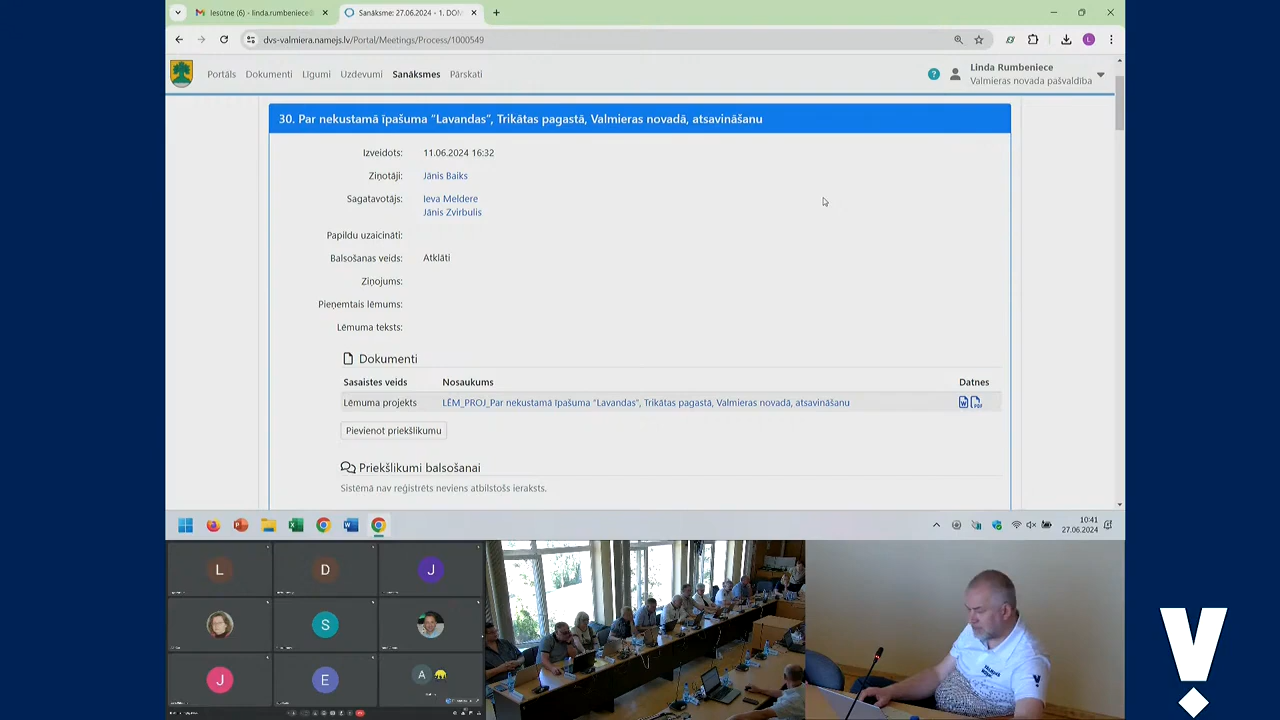 Iesūtne (6) - linda.rumbeniece@
Sanāksme: 27.06.2024 - 1. DOM
dvs-valmiera.namejs.lv/Portal/Meetings/Process/1000549
L
Portāls Dokumenti Līgumi Uzdevumi Sanāksmes Pārskati
?
Linda Rumbeniece
Valmieras novada pašvaldība
30. Par nekustamā īpašuma “Lavandas”, Trikātas pagastā, Valmieras novadā, atsavināšanu
Izveidots: 11.06.2024 16:32
Ziņotāji: Jānis Baiks
Sagatavotājs: Ieva Meldere
Jānis Zvirbulis
Papildu uzaicināti:
Balsošanas veids: Atklāti
Ziņojums:
Pieņemtais lēmums:
Lēmuma teksts:
Dokumenti
Sasaistes veids Nosaukums Datnes
Lēmuma projekts LĒM_PROJ_Par nekustamā īpašuma “Lavandas”, Trikātas pagastā, Valmieras novadā, atsavināšanu
Pievienot priekšlikumu
Priekšlikumi balsošanai
Sistēmā nav reģistrēts neviens atbilstošs ieraksts.
10:41
27.06.2024
L D J
S
J E A